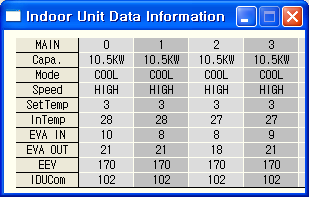 Indoor Unit Data Information
MAIN 0 1 2 3
Capa. 10.5KW 10.5KW 10.5KW 10.5KW
Mode COOL COOL COOL COOL
Speed HIGH HIGH HIGH HIGH
SetTemp 3 3 3 3
InTemp 28 28 27 27
EVA IN 10 8 8 9
EVA OUT 21 21 18 21
EEV 170 170 170 170
IDUCom 102 102 102 102